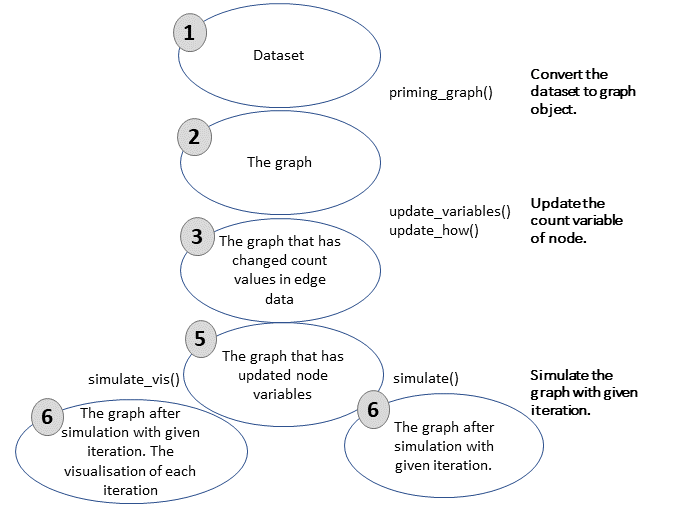 1
Dataset
priming_graph()
Convert the
dataset to graph
object.
2
The graph
update_variables()
update_how()
Update the
count variable
of node.
3
The graph that has
changed count
values in edge
data
5
The graph that has
updated node
variables
simulate_vis()
simulate()
Simulate the
graph with given
iteration.
6
The graph after
simulation with given
iteration. The
visualisation of each
iteration
6
The graph after
simulation with
given iteration.